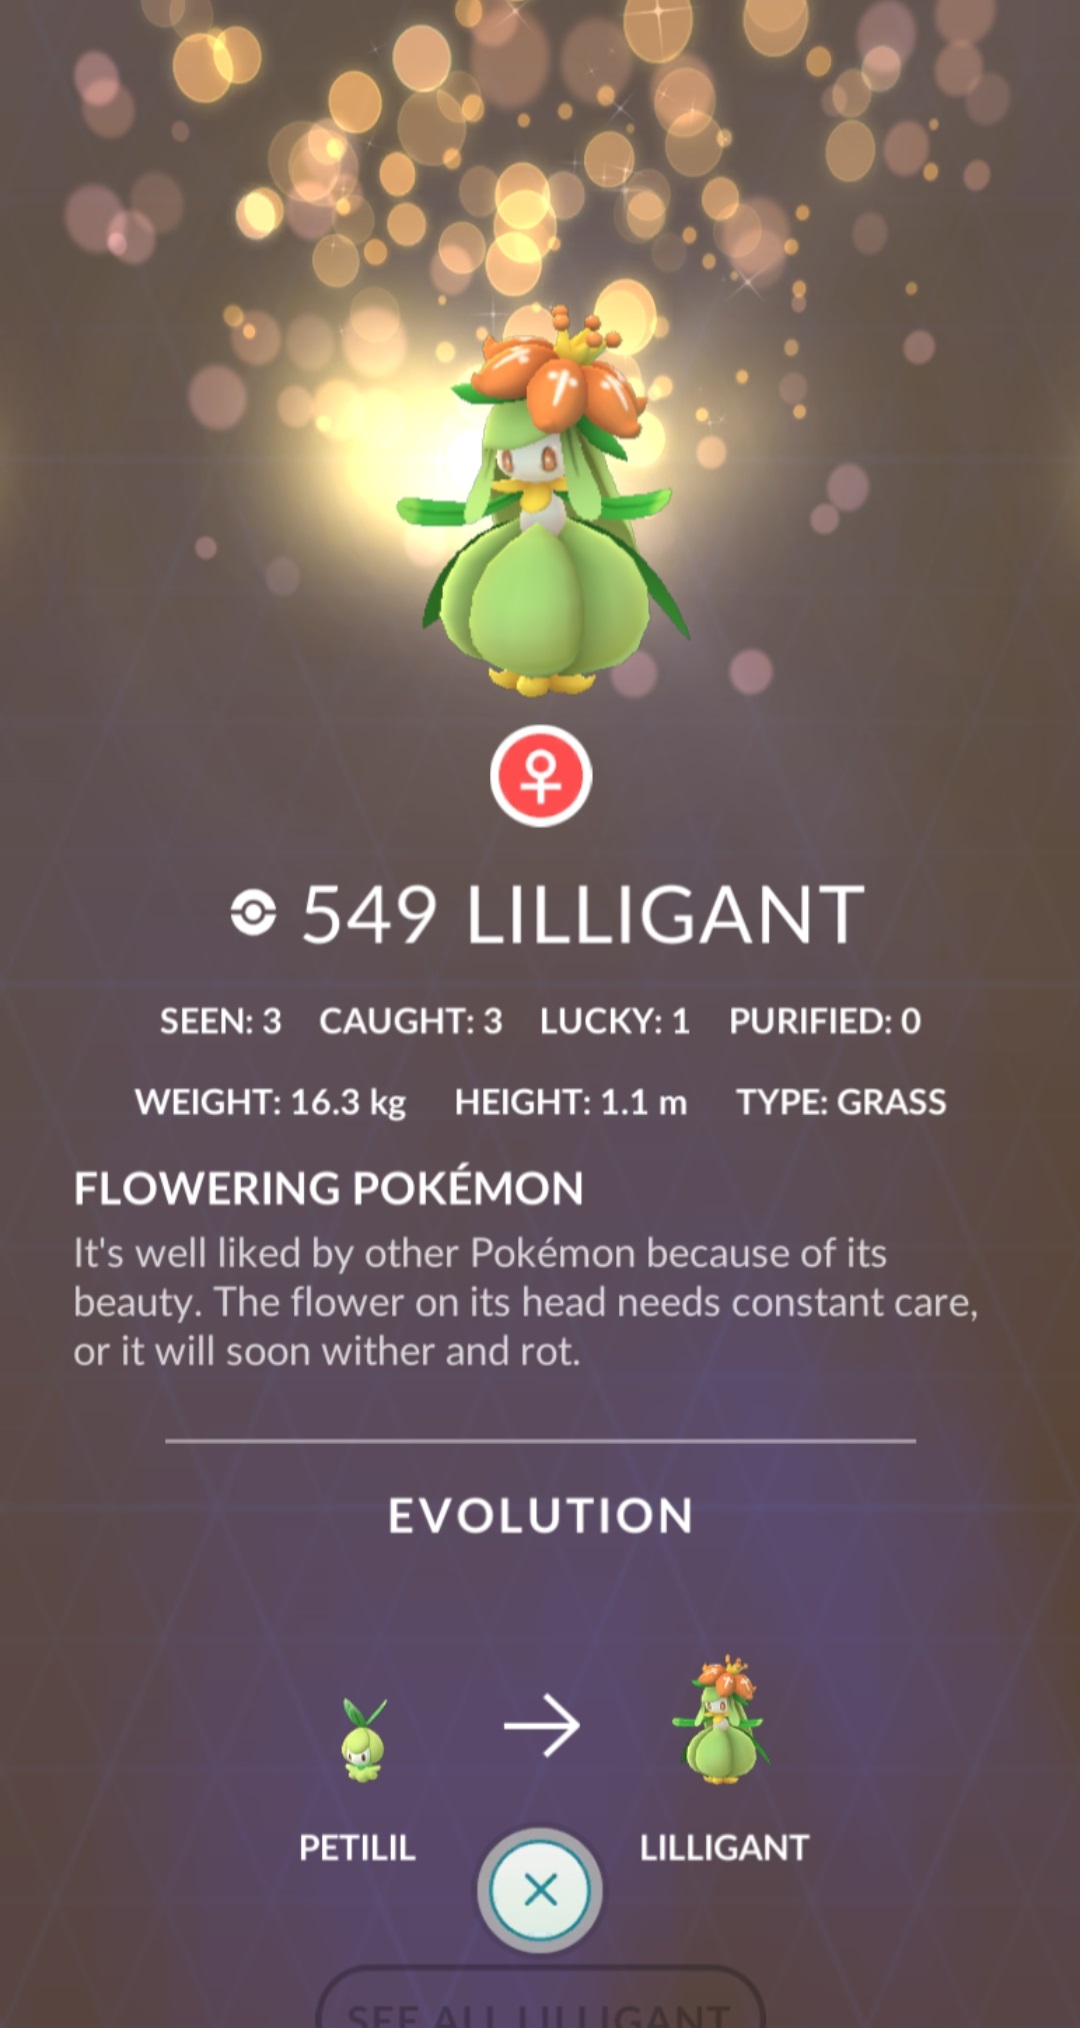 549 LILLIGANT
SEEN: 3 CAUGHT: 3 LUCKY: 1 PURIFIED: 0
WEIGHT: 16.3 kg HEIGHT: 1.1 m TYPE: GRASS
FLOWERING POKÉMON
It's well liked by other Pokémon because of its
beauty. The flower on its head needs constant care,
or it will soon wither and rot.
EVOLUTION
PETILIL LILLIGANT
SEE ALL LILLIGANT